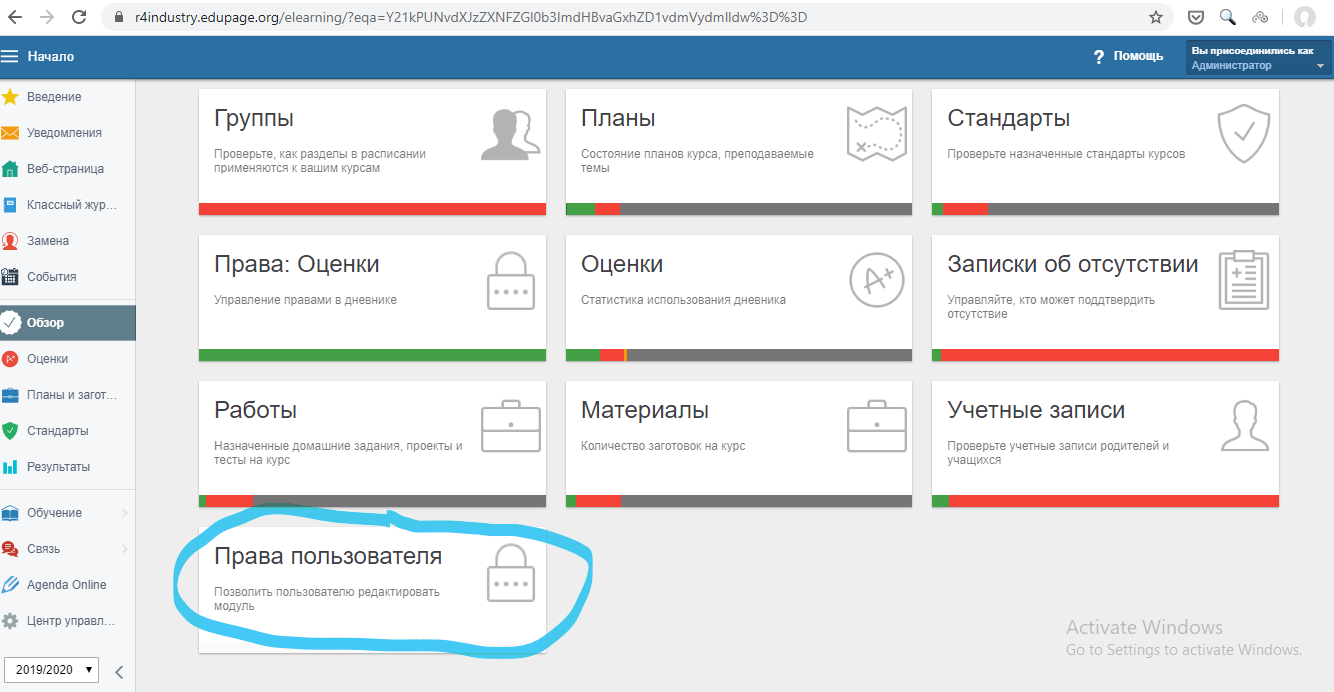 r4industry.edupage.org/elearning/?eqa=Y21kPUNvdXJzZXNFZGl0b3ImdHBvaGxhZD1vdmVydmlldw%3D%3D
Начало
? Помощь
Вы присоединились как
Администратор
Введение
Уведомления
Веб-страница
Классный жур...
Замена
События
Обзор
Оценки
Планы и загот...
Стандарты
Результаты
Обучение
Связь
Agenda Online
Центр управл...
2019/2020
Группы
Проверьте, как разделы в расписании
применяются к вашим курсам
Планы
Состояние планов курса, преподаваемые
темы
Стандарты
Проверьте назначенные стандарты курсов
Права: Оценки
Управление правами в дневнике
Оценки
Статистика использования дневника
A+
Записки об отсутствии
Управляйте, кто может поддтвердить
отсутствие
Работы
Назначенные домашние задания, проекты и
тесты на курс
Материалы
Количество заготовок на курс
Учетные записи
Проверьте учетные записи родителей и
учащихся
Права пользователя
Позволить пользователю редактировать
модуль
Activate Windows
Go to Settings to activate Windows.